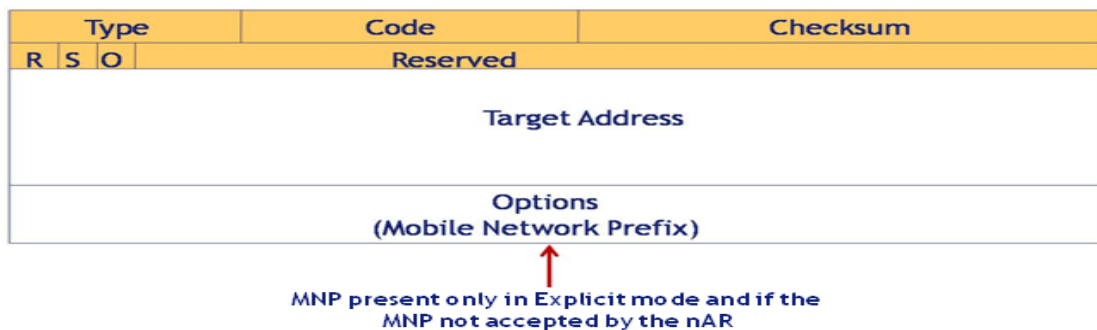 Type Code Checksum
R S O Reserved
Target Address
Options
(Mobile Network Prefix)
MNP present only in Explicit mode and if the
MNP not accepted by the nAR